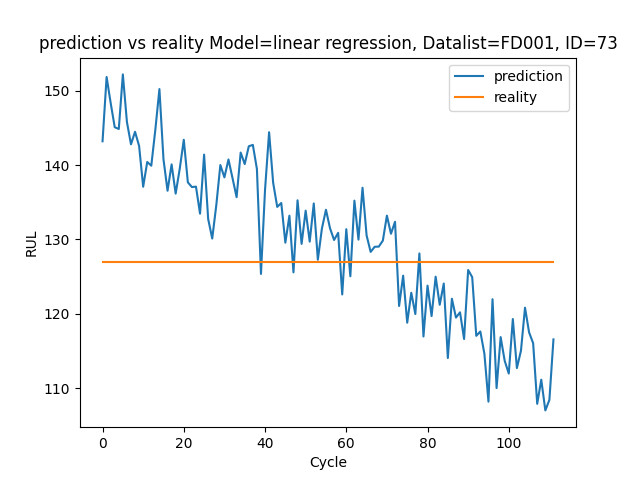 prediction vs reality Model=linear regression, Datalist=FD001, ID=73
prediction
reality
150
140
130
120
110
RUL
0 20 40 60 80 100
Cycle